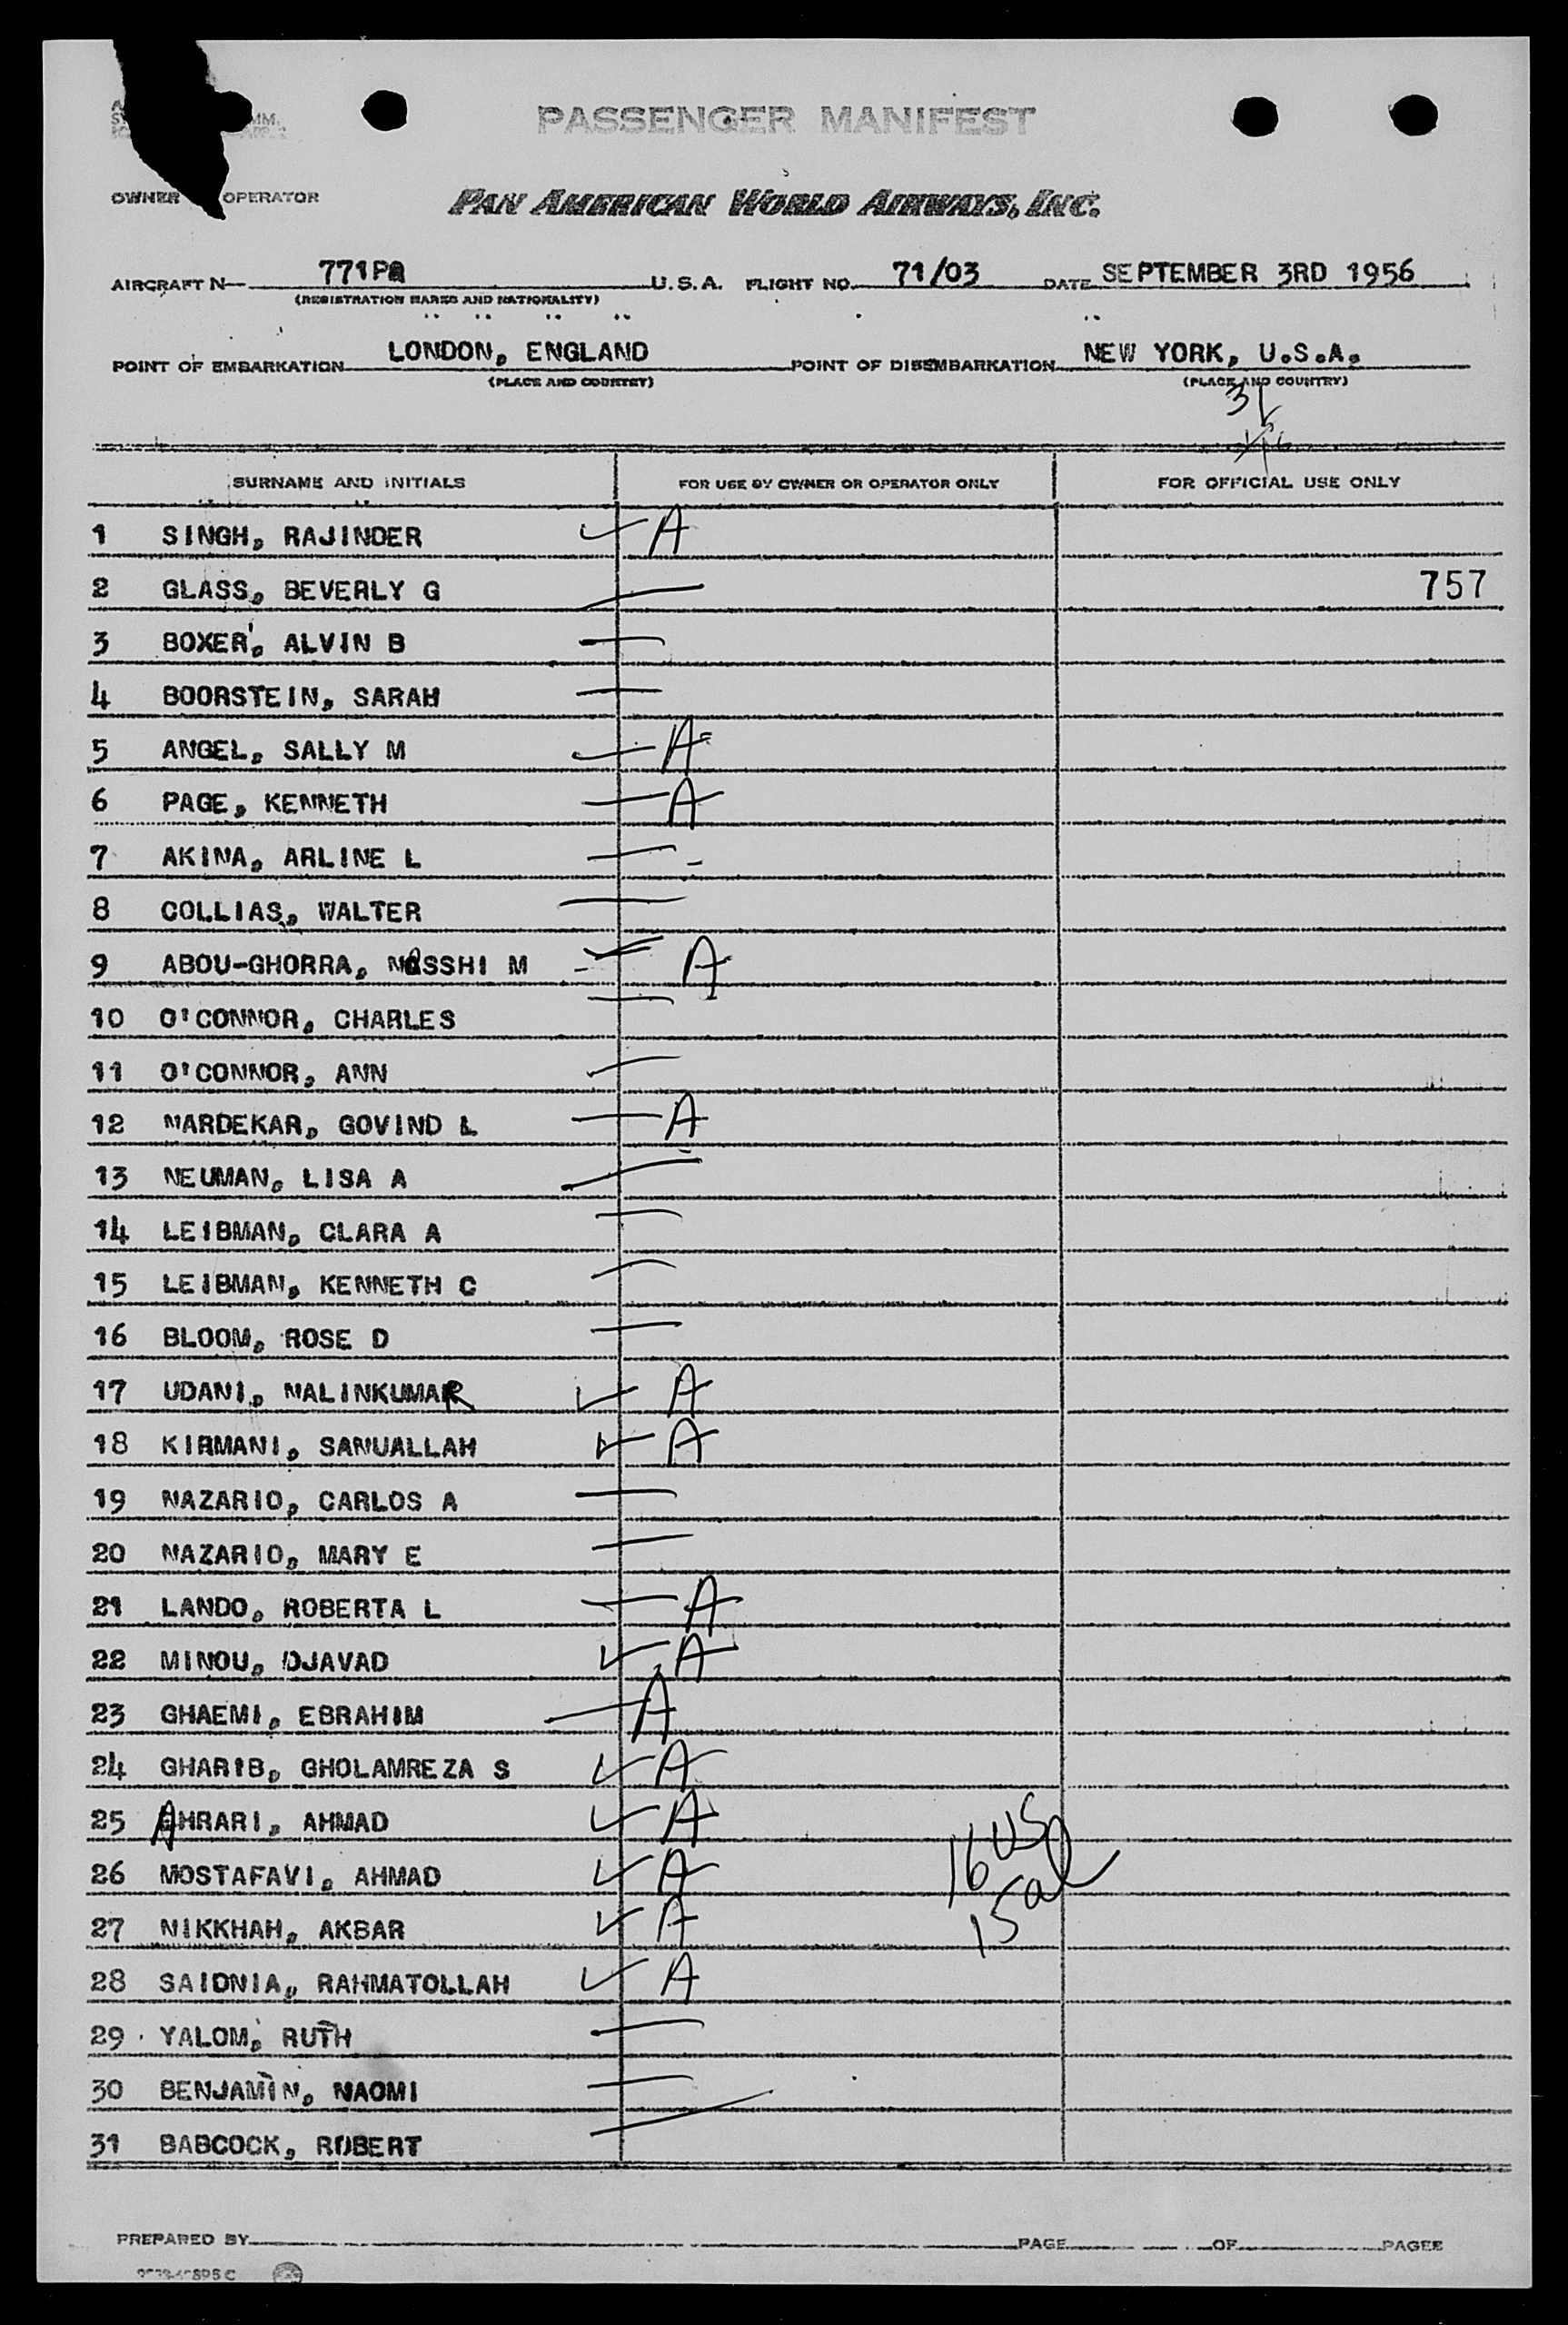 PASSENGER MANIFEST
OWNER OPERATOR PAN AMERICAN WORLD AIRWAYS, INC.
AIRCRAFT N— 771PA U.S.A. FLIGHT NO. 71/03 DATE SEPTEMBER 3RD 1956
(REGISTRATION MARKS AND NATIONALITY)
POINT OF EMBARKATION LONDON, ENGLAND POINT OF DISEMBARKATION NEW YORK, U.S.A.
(PLACE AND COUNTRY) (PLACE AND COUNTRY)
31
SURNAME AND INITIALS FOR USE BY OWNER OR OPERATOR ONLY FOR OFFICIAL USE ONLY
1 SINGH, RAJINDER A
2 GLASS, BEVERLY G 757
3 BOXER, ALVIN B
4 BOORSTEIN, SARAH
5 ANGEL, SALLY M A
6 PAGE, KENNETH A
7 AKINA, ARLINE L
8 COLLIAS, WALTER
9 ABOU-GHORRA, M SSHI M A
10 O'CONNOR, CHARLES
11 O'CONNOR, ANN
12 MARDEKAR, GOVIND L A
13 NEUMAN, LISA A
14 LEIBMAN, CLARA A
15 LEIBMAN, KENNETH C
16 BLOOM, ROSE D
17 UDANI, NALINKUMAR A
18 KIRMANI, SANUALLAH A
19 NAZARIO, CARLOS A
20 NAZARIO, MARY E
21 LANDO, ROBERTA L A
22 MINOU, DJAVAD A
23 GHAEMI, EBRAHIM A
24 GHARIB, GHOLAMREZA S A
25 AHRARI, AHMAD A
16 US
26 MOSTAFAVI, AHMAD A
15 al
27 NIKKHAH, AKBAR A
28 SAIDNIA, RAHMATOLLAH A
29 YALOM, RUTH
30 BENJAMIN, NAOMI
31 BABCOCK, ROBERT
PREPARED BY PAGE OF PAGES